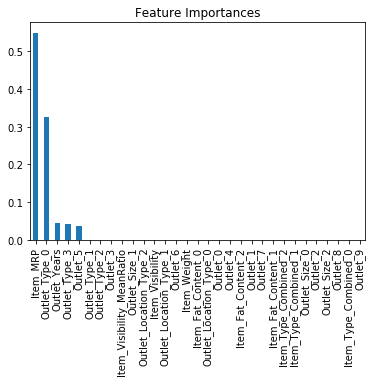 Feature Importances
0.5
0.4
0.3
0.2
0.1
0.0
Item_MRP
Outlet_Type_0
Outlet_Years
Outlet_Type_3
Outlet_5
Outlet_Type_1
Outlet_Type_2
Outlet_3
Item_Visibility_MeanRatio
Outlet_Size_1
Outlet_Location_Type_2
Item_Visibility
Outlet_Location_Type_1
Outlet_6
Item_Weight
Item_Fat_Content_0
Outlet_Location_Type_0
Outlet_0
Outlet_4
Item_Fat_Content_2
Outlet_1
Outlet_7
Item_Fat_Content_1
Item_Type_Combined_2
Item_Type_Combined_1
Outlet_Size_0
Outlet_2
Outlet_Size_2
Outlet_8
Item_Type_Combined_0
Outlet_9